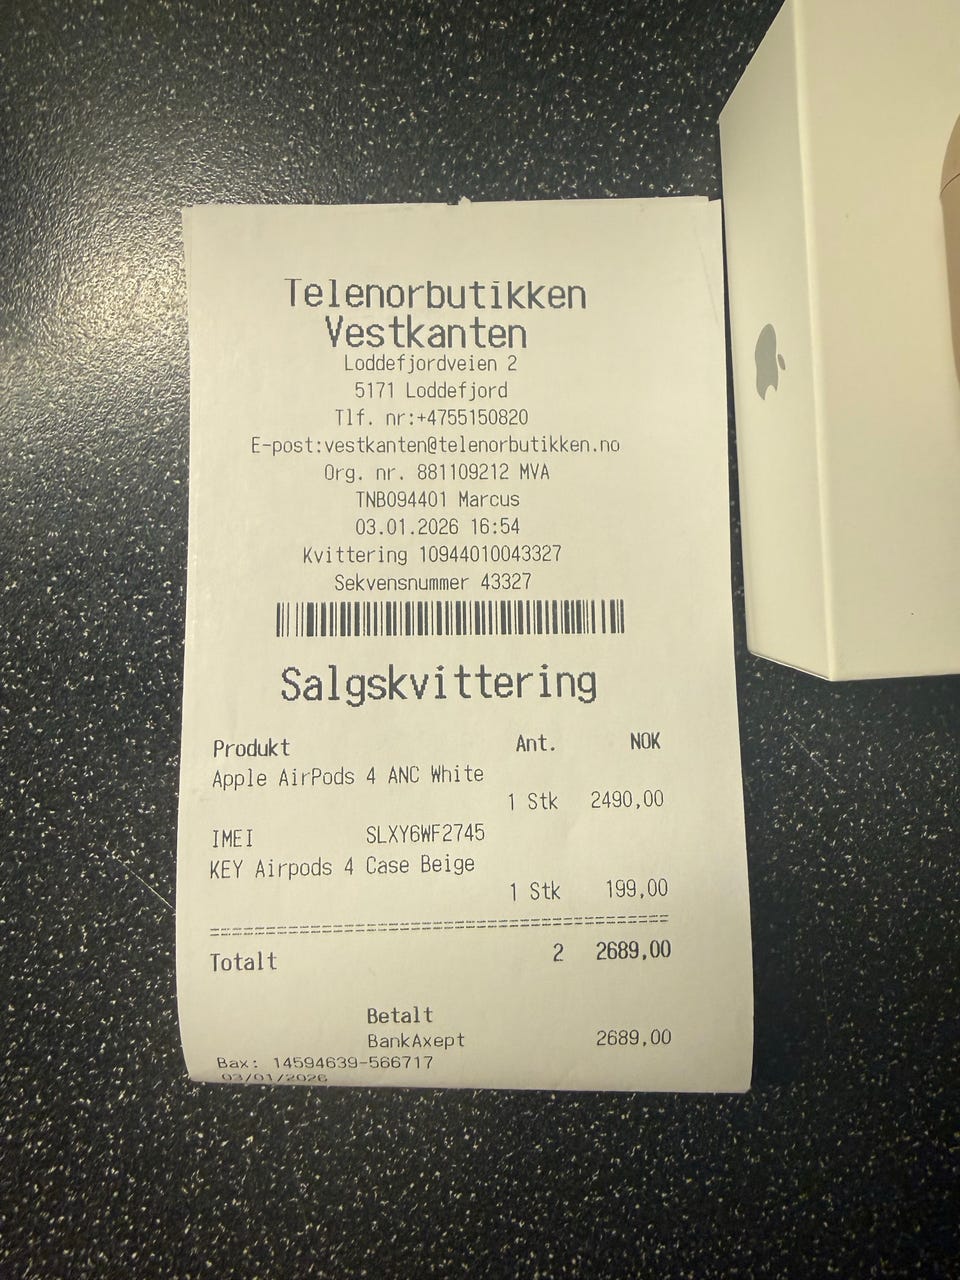 Telenorbutikken
Vestkanten
Loddefjordveien 2
5171 Loddefjord
Tlf. nr:+4755150820
E-post:vestkanten@telenorbutikken.no
Org. nr. 881109212 MVA
TNB094401 Marcus
03.01.2026 16:54
Kvittering 10944010043327
Sekvensnummer 43327
Salgskvittering
Produkt Ant. NOK
Apple AirPods 4 ANC White
1 Stk 2490,00
IMEI SLXY6WF2745
KEY Airpods 4 Case Beige
1 Stk 199,00
================================================
Totalt 2 2689,00
Betalt
BankAxept 2689,00
Bax: 14594639-566717
03/01/2026